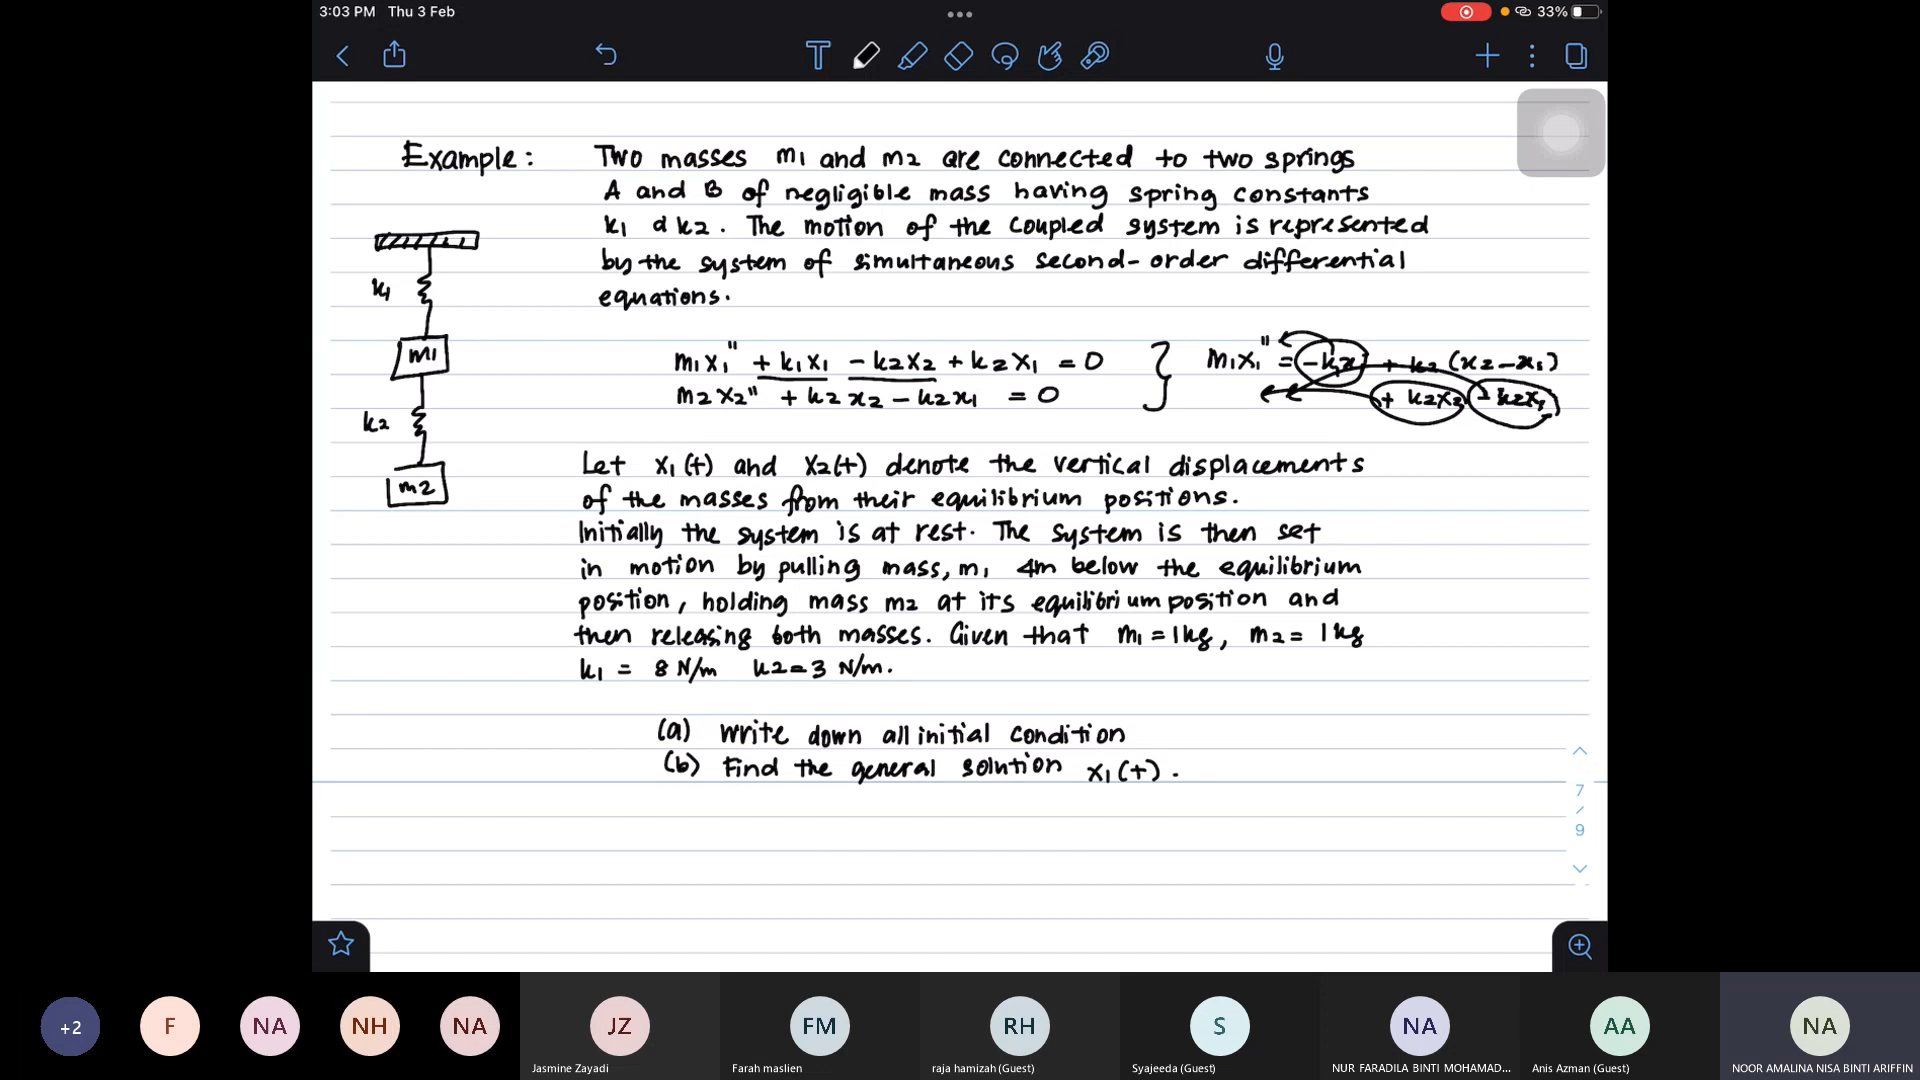 3:03 PM Thu 3 Feb
33%
Example: Two masses m1 and m2 are connected to two springs
A and B of negligible mass having spring constants
k1 d k2. The motion of the coupled system is represented
by the system of simultaneous second-order differential
equations.
k1
m1
k2
m2
m1x1" + k1x1 - k2x2 + k2x1 = 0
m2x2" + k2x2 - k2x1 = 0
m1x1" = -k1x1 + k2(x2-x1)
+ k2x2 - k2x1
Let x1(t) and x2(t) denote the vertical displacements
of the masses from their equilibrium positions.
Initially the system is at rest. The system is then set
in motion by pulling mass, m1 4m below the equilibrium
position, holding mass m2 at its equilibrium position and
then releasing both masses. Given that m1 = 1kg, m2 = 1kg
k1 = 8 N/m k2=3 N/m.
(a) Write down all initial condition
(b) Find the general solution x1(t).
7
/
9
+2
F
NA
NH
NA
JZ
FM
RH
S
NA
AA
NA
Jasmine Zayadi
Farah maslien
raja hamizah (Guest)
Syajeeda (Guest)
NUR FARADILA BINTI MOHAMAD...
Anis Azman (Guest)
NOOR AMALINA NISA BINTI ARIFFIN